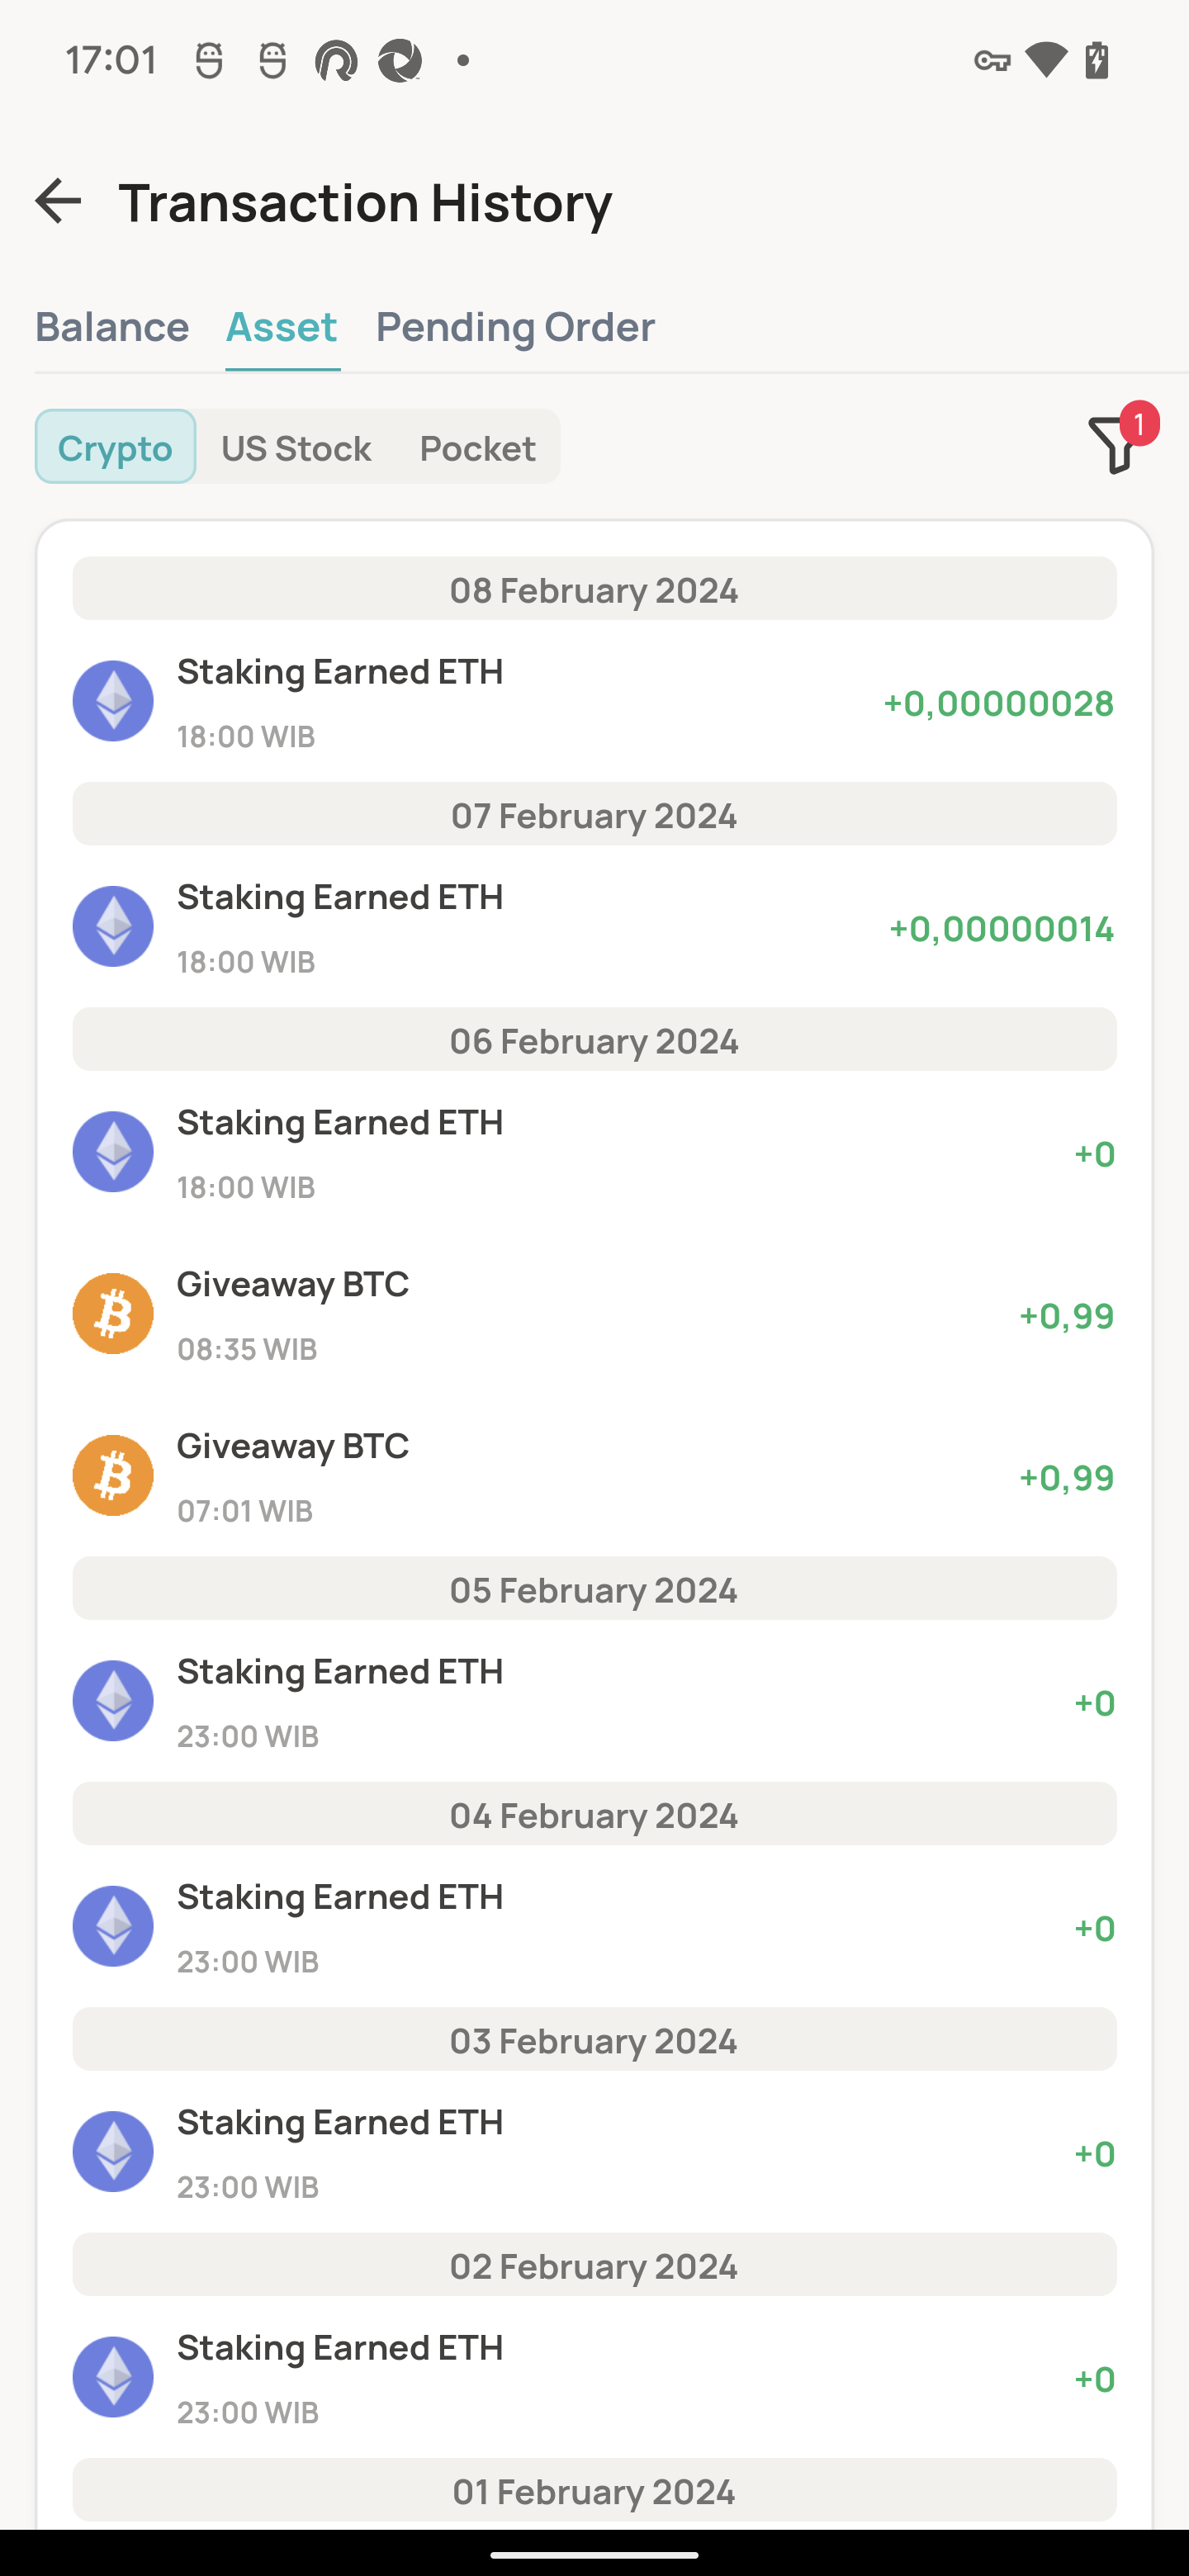 17:01
Transaction History
Balance Asset Pending Order
Crypto US Stock Pocket 1
08 February 2024
Staking Earned ETH
+0,00000028
18:00 WIB
07 February 2024
Staking Earned ETH
+0,00000014
18:00 WIB
06 February 2024
Staking Earned ETH
+0
18:00 WIB
Giveaway BTC
+0,99
08:35 WIB
Giveaway BTC
+0,99
07:01 WIB
05 February 2024
Staking Earned ETH
+0
23:00 WIB
04 February 2024
Staking Earned ETH
+0
23:00 WIB
03 February 2024
Staking Earned ETH
+0
23:00 WIB
02 February 2024
Staking Earned ETH
+0
23:00 WIB
01 February 2024